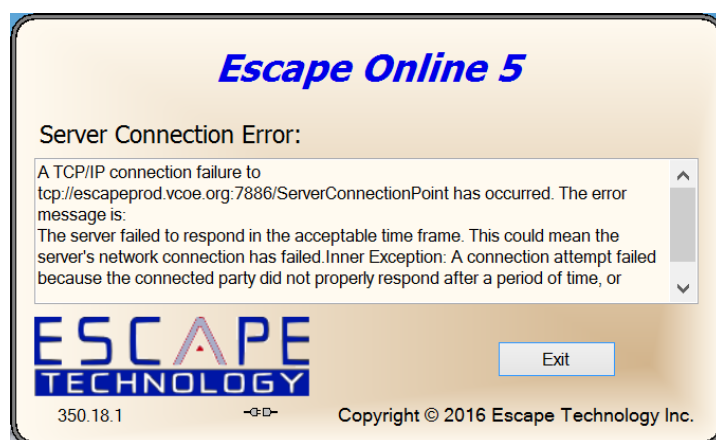 Escape Online 5
Server Connection Error:
A TCP/IP connection failure to
tcp://escapeprod.vcoe.org:7886/ServerConnectionPoint has occurred. The error
message is:
The server failed to respond in the acceptable time frame. This could mean the
server's network connection has failed.Inner Exception: A connection attempt failed
because the connected party did not properly respond after a period of time, or
ESCAPE
TECHNOLOGY
Exit
350.18.1
Copyright © 2016 Escape Technology Inc.